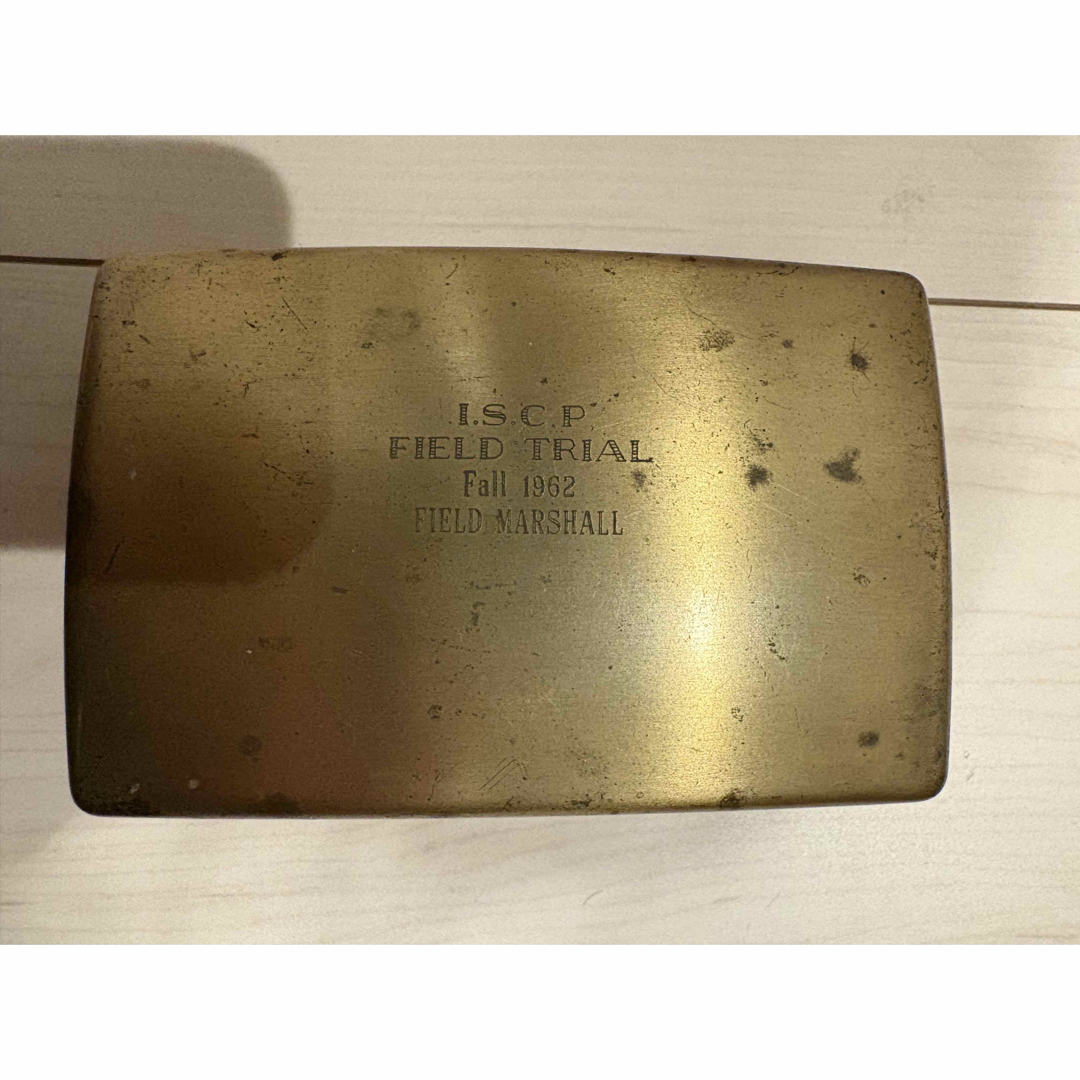 I.S.C.P.
FIELD TRIAL
Fall 1962
FIELD MARSHALL